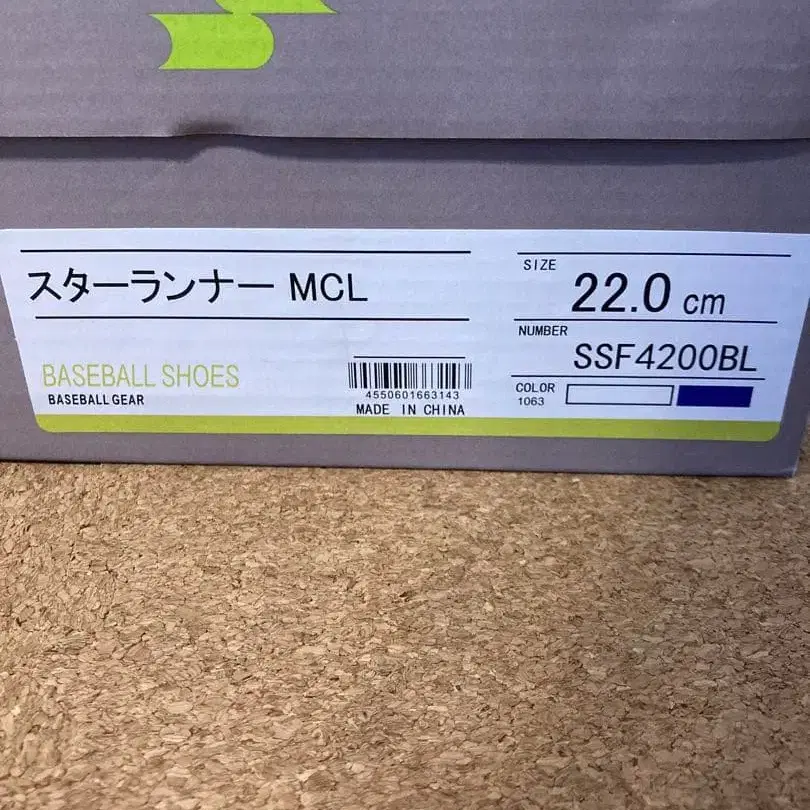 スターランナー MCL
BASEBALL SHOES
BASEBALL GEAR
4550601663143
MADE IN CHINA
SIZE
22.0 cm
NUMBER
SSF4200BL
COLOR
1063